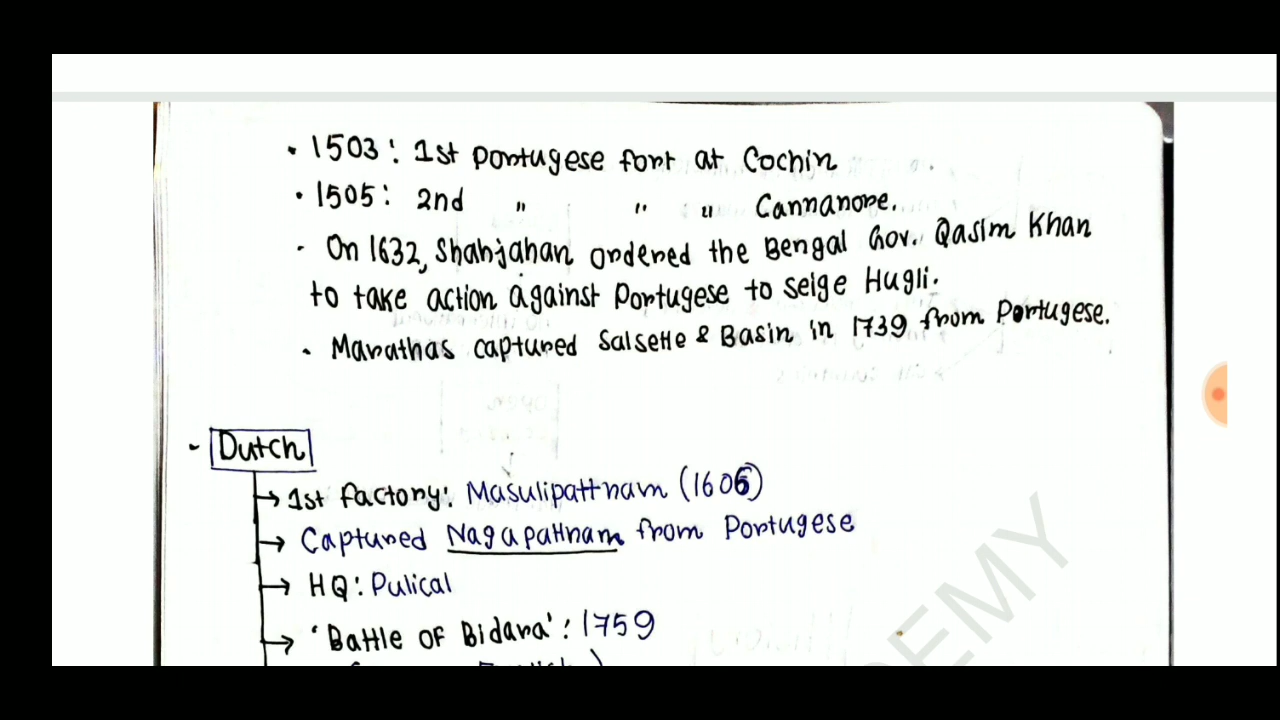 • 1503: 1st Portugese fort at Cochin
• 1505: 2nd " " " Cannanore.
- On 1632, Shahjahan ordered the Bengal Gov. Qasim Khan
to take action against Portugese to seige Hugli.
- Marathas captured Salsette & Basin in 1739 from Portugese.
- Dutch
→ 1st factory: Masulipattnam (1605)
→ Captured Nagapattnam from Portugese
→ HQ: Pulical
→ 'Battle of Bidara': 1759
DEMY